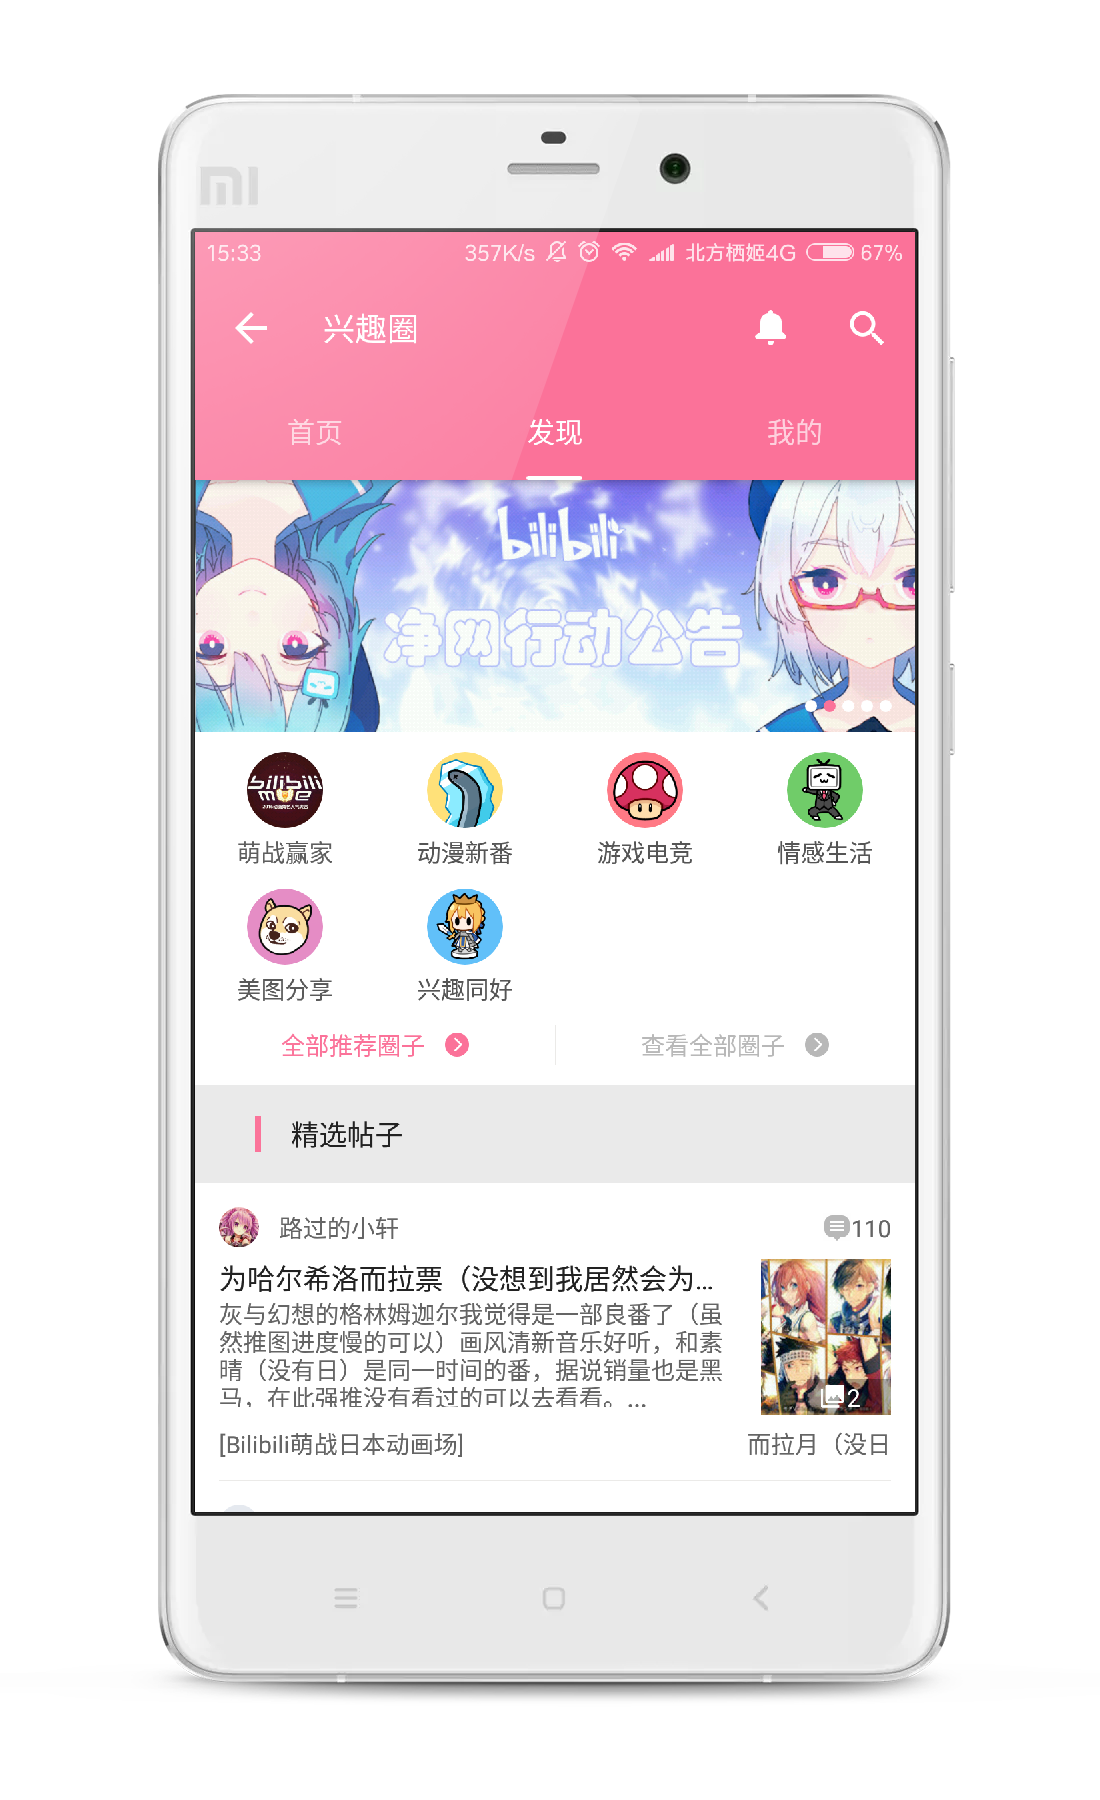 mi
15:33 357K/s 北方栖姬4G 67%
兴趣圈
首页 发现 我的
bilibili
净网行动公告
bilibili
moe
萌战赢家 动漫新番 游戏电竞 情感生活
美图分享 兴趣同好
全部推荐圈子 查看全部圈子
精选帖子
路过的小轩 110
为哈尔希洛而拉票（没想到我居然会为...
灰与幻想的格林姆迦尔我觉得是一部良番了（虽
然推图进度慢的可以）画风清新音乐好听，和素
晴（没有日）是同一时间的番，据说销量也是黑
马，在此强推没有看过的可以去看看。...
2
[Bilibili萌战日本动画场] 而拉月（没日